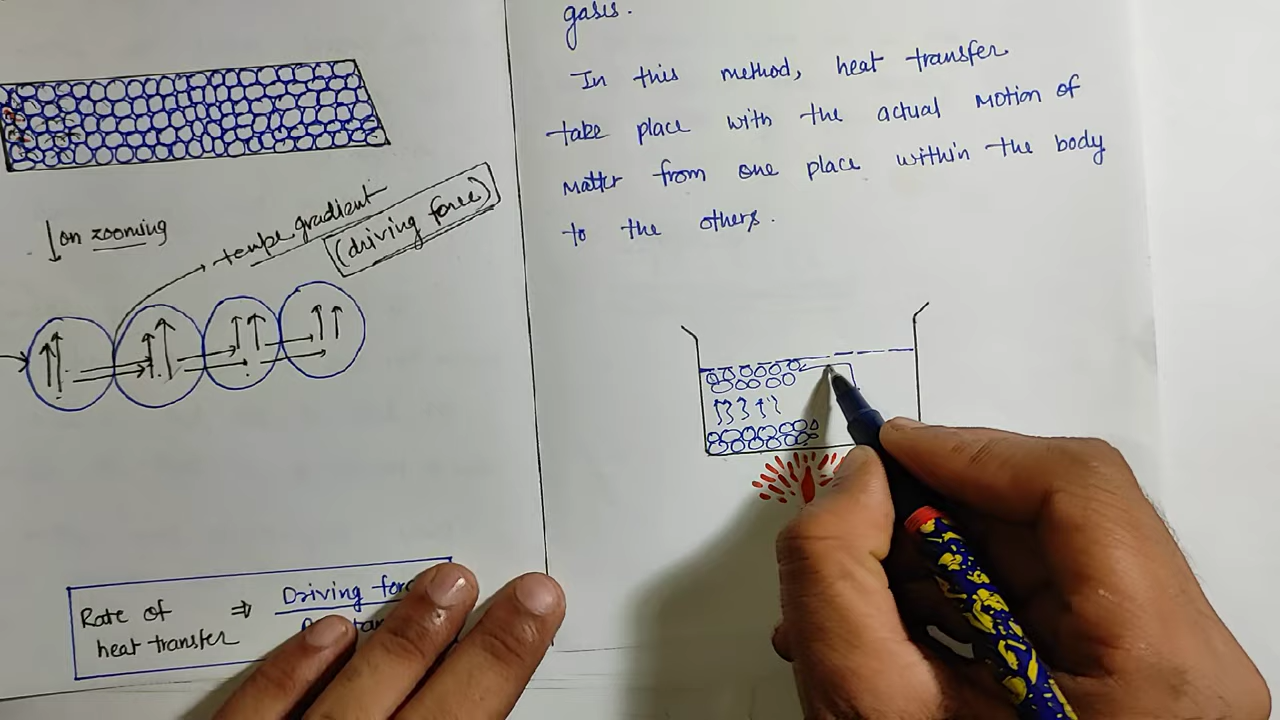 on zooming
tempe gradient
(driving force)
Rate of
heat transfer
⇒
Driving
gases.
In this method, heat transfer
take place with the actual motion of
matter from one place within the body
to the others.